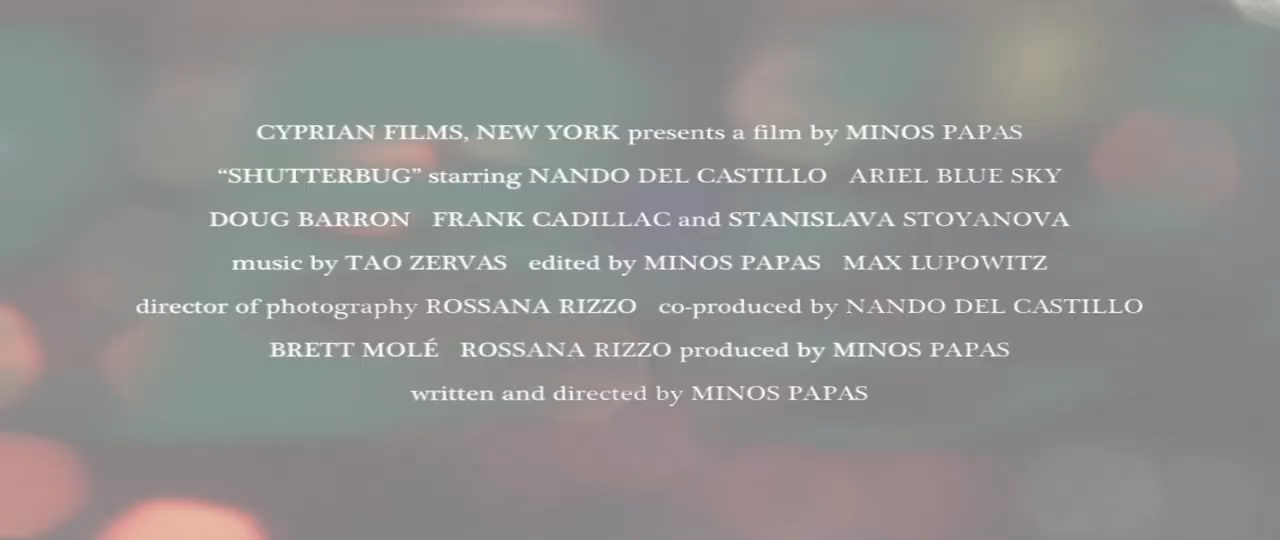 CYPRIAN FILMS, NEW YORK presents a film by MINOS PAPAS
“SHUTTERBUG” starring NANDO DEL CASTILLO ARIEL BLUE SKY
DOUG BARRON FRANK CADILLAC and STANISLAVA STOYANOVA
music by TAO ZERVAS edited by MINOS PAPAS MAX LUPOWITZ
director of photography ROSSANA RIZZO co-produced by NANDO DEL CASTILLO
BRETT MOLÉ ROSSANA RIZZO produced by MINOS PAPAS
written and directed by MINOS PAPAS